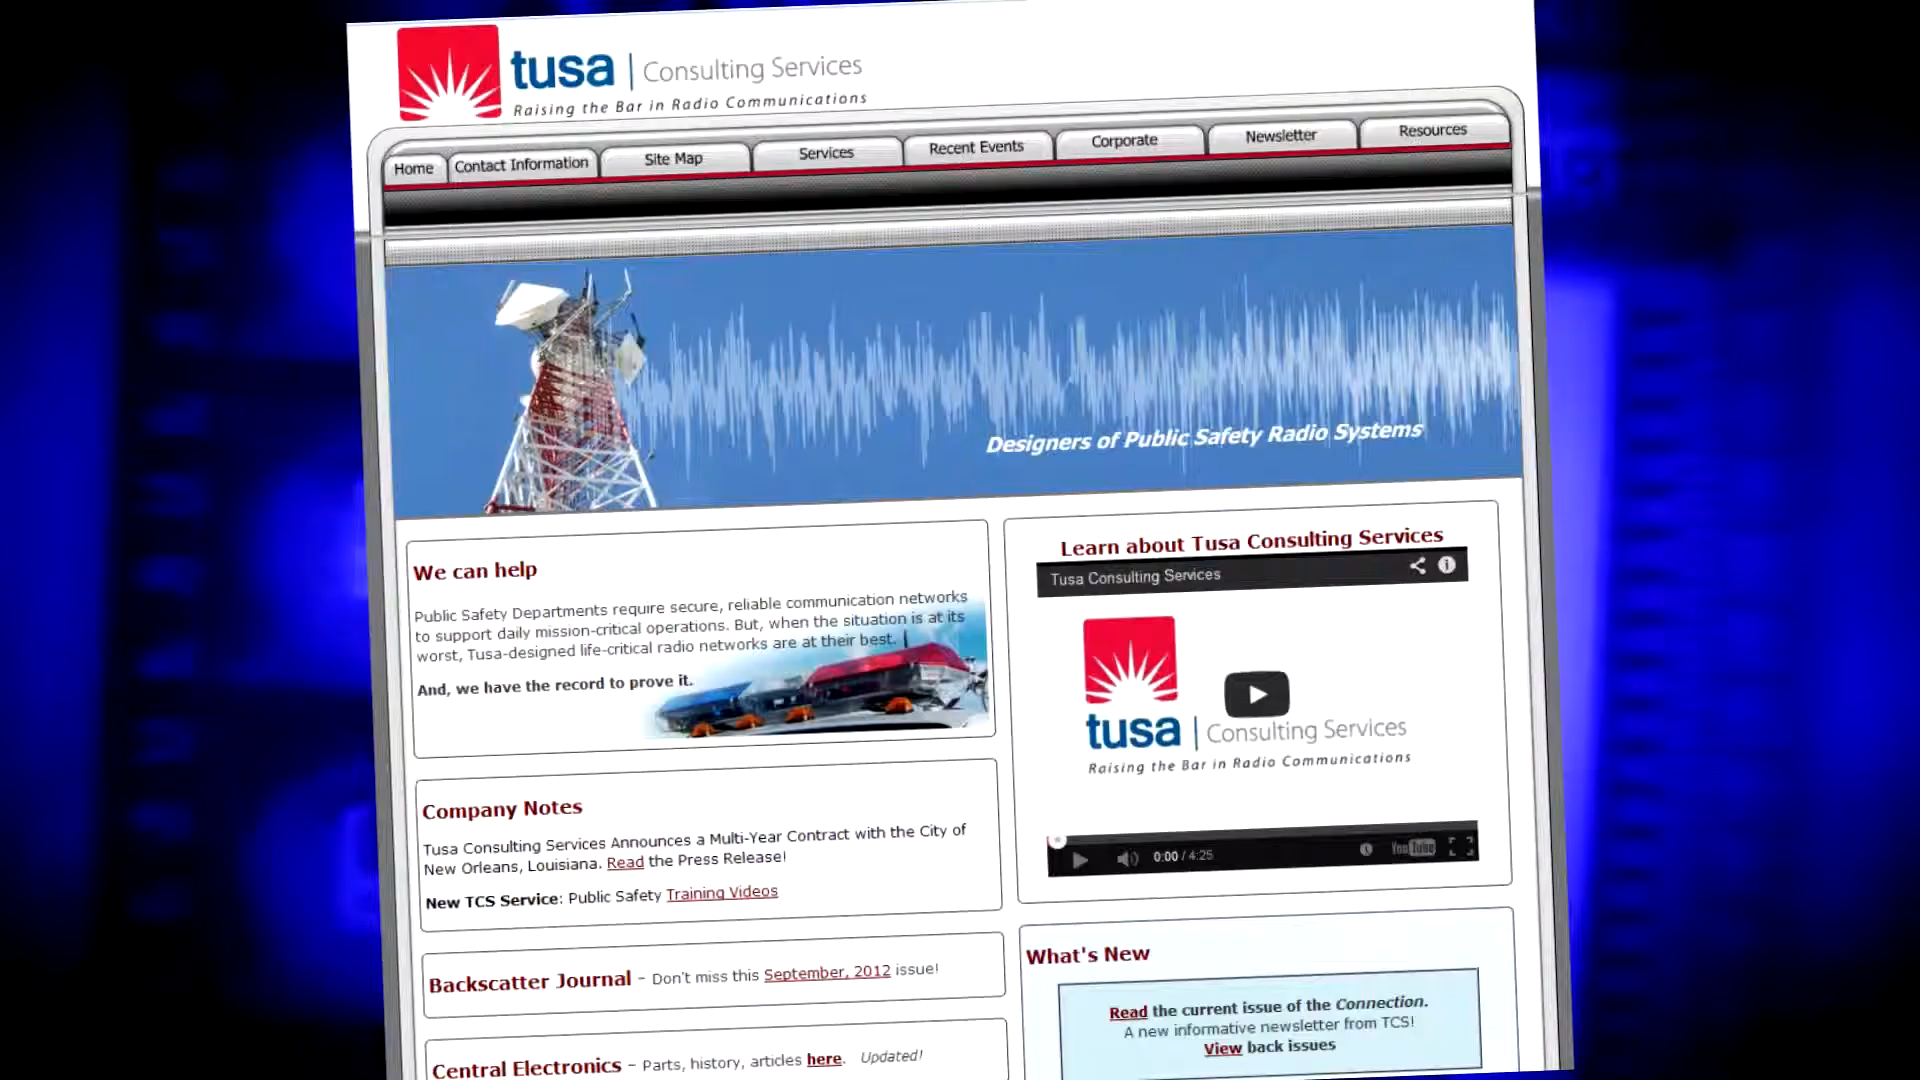 tusa | Consulting Services
Raising the Bar in Radio Communications
Home
Contact Information
Site Map
Services
Recent Events
Corporate
Newsletter
Resources
Designers of Public Safety Radio Systems
We can help
Public Safety Departments require secure, reliable communication networks
to support daily mission-critical operations. But, when the situation is at its
worst, Tusa-designed life-critical radio networks are at their best.
And, we have the record to prove it.
Company Notes
Tusa Consulting Services Announces a Multi-Year Contract with the City of
New Orleans, Louisiana. Read the Press Release!
New TCS Service: Public Safety Training Videos
Backscatter Journal - Don't miss this September, 2012 issue!
Central Electronics - Parts, history, articles here. Updated!
Learn about Tusa Consulting Services
Tusa Consulting Services
tusa | Consulting Services
Raising the Bar in Radio Communications
0:00 / 4:25
YouTube
What's New
Read the current issue of the Connection.
A new informative newsletter from TCS!
View back issues